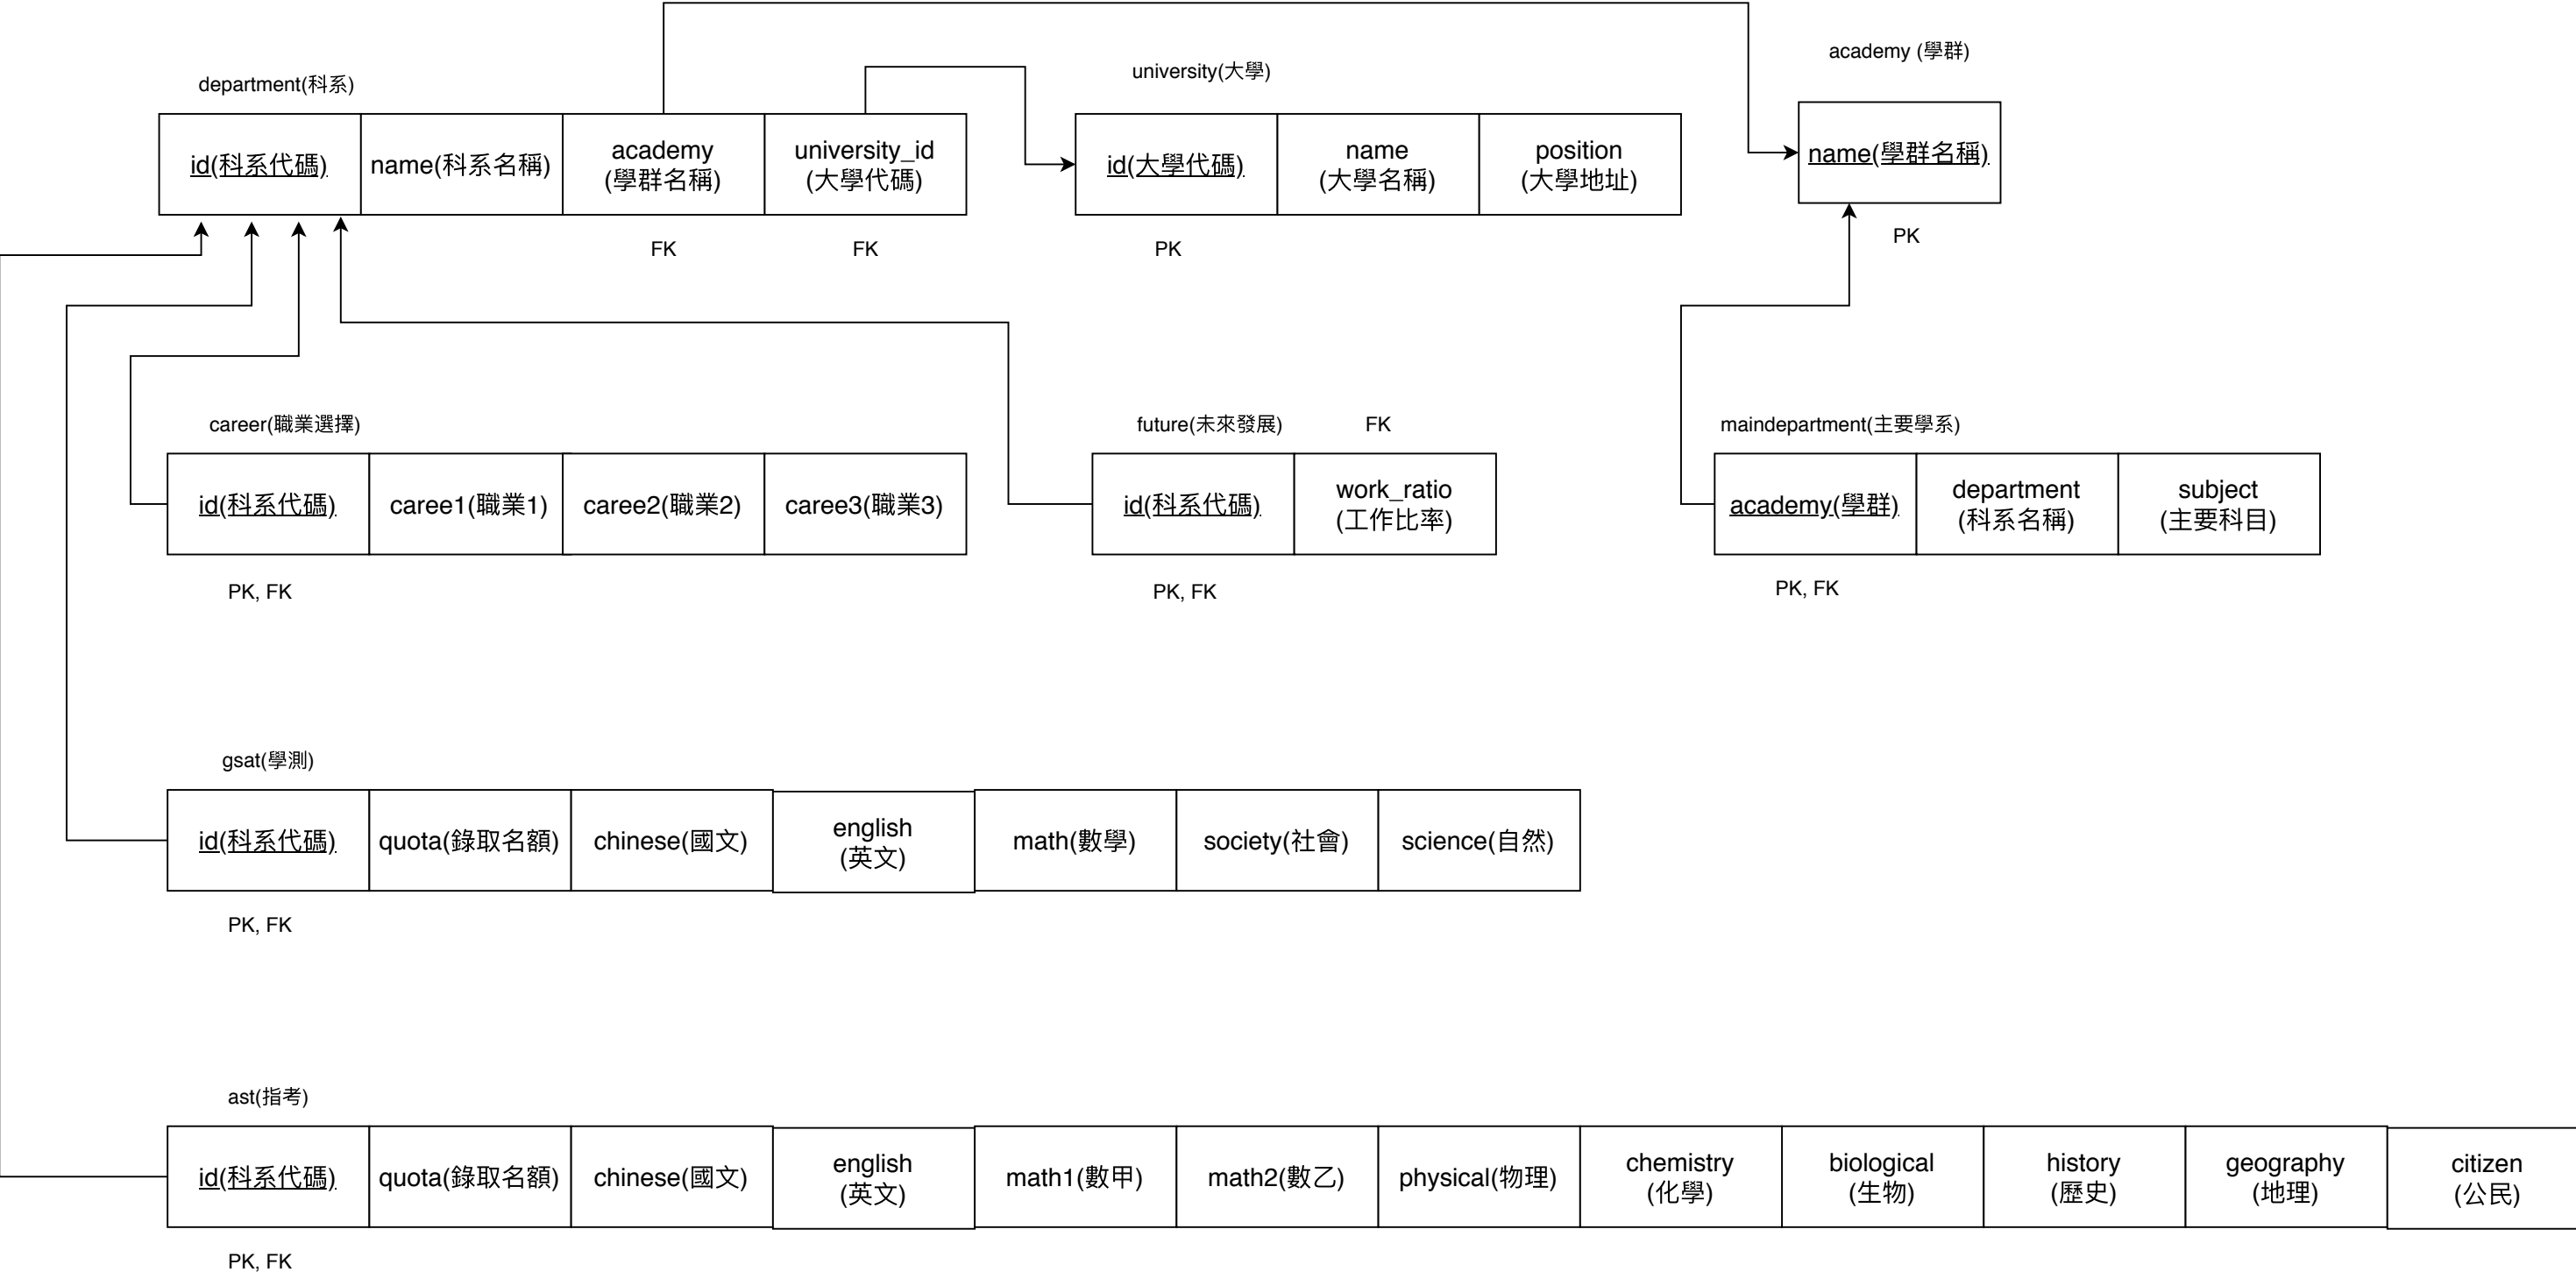 academy (學群)
university(大學)
department(科系)
id(科系代碼)
name(科系名稱)
academy
(學群名稱)
university_id
(大學代碼)
id(大學代碼)
name
(大學名稱)
position
(大學地址)
name(學群名稱)
FK
FK
PK
PK
career(職業選擇)
future(未來發展)
FK
maindepartment(主要學系)
id(科系代碼)
caree1(職業1)
caree2(職業2)
caree3(職業3)
id(科系代碼)
work_ratio
(工作比率)
academy(學群)
department
(科系名稱)
subject
(主要科目)
PK, FK
PK, FK
PK, FK
gsat(學測)
id(科系代碼)
quota(錄取名額)
chinese(國文)
english
(英文)
math(數學)
society(社會)
science(自然)
PK, FK
ast(指考)
id(科系代碼)
quota(錄取名額)
chinese(國文)
english
(英文)
math1(數甲)
math2(數乙)
physical(物理)
chemistry
(化學)
biological
(生物)
history
(歷史)
geography
(地理)
citizen
(公民)
PK, FK